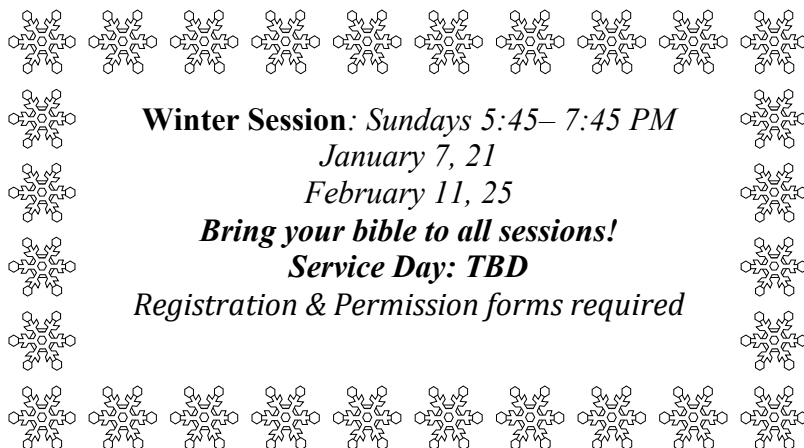 Winter Session: Sundays 5:45– 7:45 PM
January 7, 21
February 11, 25
Bring your bible to all sessions!
Service Day: TBD
Registration & Permission forms required